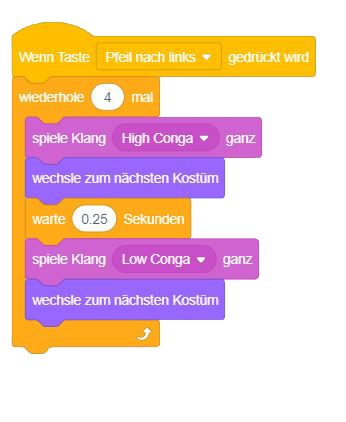 Wenn Taste Pfeil nach links gedrückt wird
wiederhole 4 mal
spiele Klang High Conga ganz
wechsle zum nächsten Kostüm
warte 0.25 Sekunden
spiele Klang Low Conga ganz
wechsle zum nächsten Kostüm